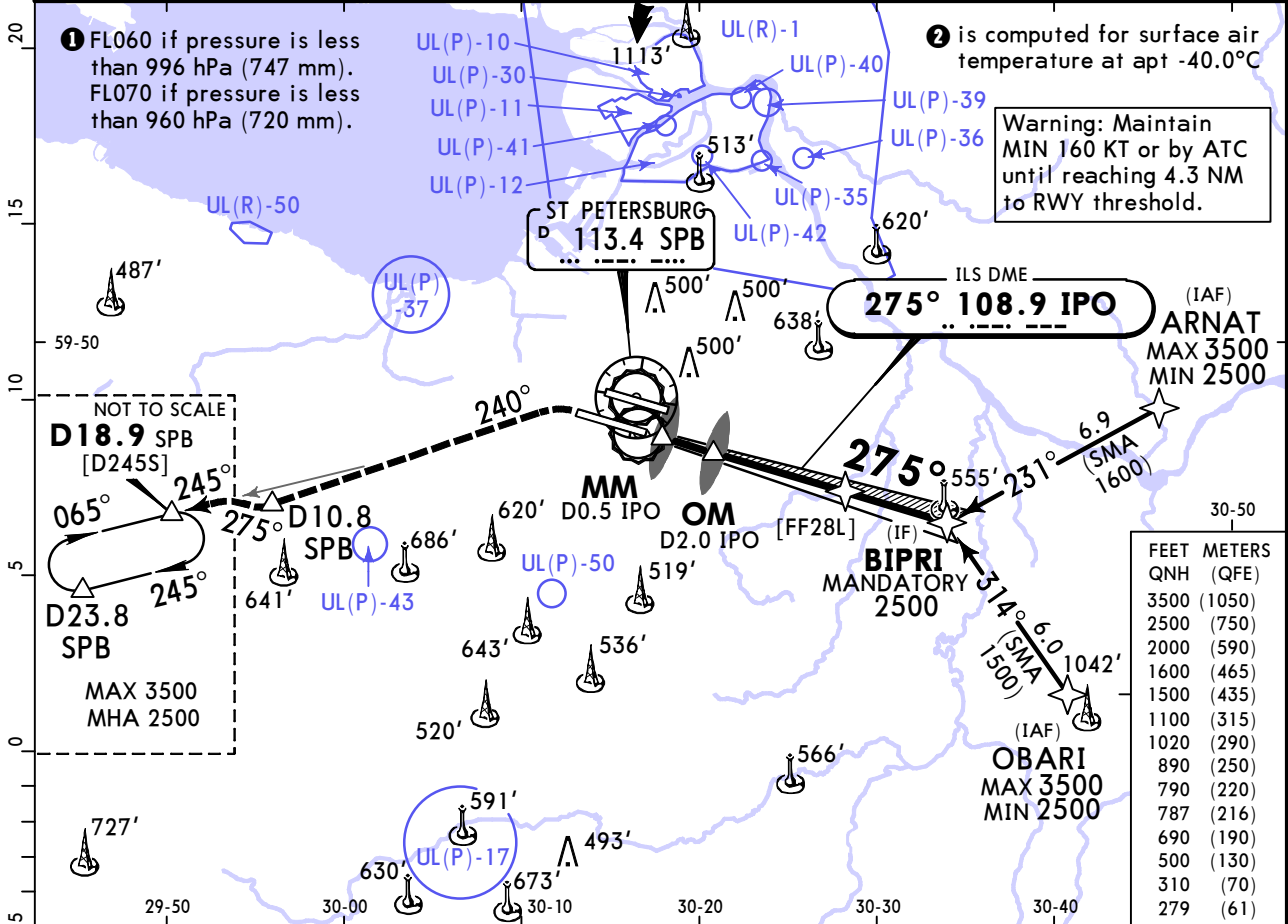 ❶ FL060 if pressure is less
than 996 hPa (747 mm).
FL070 if pressure is less
than 960 hPa (720 mm).
❷ is computed for surface air
temperature at apt -40.0°C
Warning: Maintain
MIN 160 KT or by ATC
until reaching 4.3 NM
to RWY threshold.
20
15
10
5
0
5
UL(P)-10
1113'
UL(R)-1
UL(P)-30
UL(P)-40
UL(P)-11
UL(P)-39
UL(P)-41
UL(P)-36
513'
UL(P)-12
UL(P)-35
UL(P)-42
UL(R)-50
620'
ST PETERSBURG
D 113.4 SPB
487'
UL(P)
-37
500'
500'
638'
500'
ILS DME
275° 108.9 IPO
(IAF)
ARNAT
MAX 3500
MIN 2500
59-50
NOT TO SCALE
D18.9 SPB
[D245S]
245°
065°
245°
275°
240°
D10.8
SPB
D23.8
SPB
MAX 3500
MHA 2500
MM
D0.5 IPO
OM
D2.0 IPO
275°
555'
[FF28L]
(IF)
BIPRI
MANDATORY
2500
231°
6.9
(SMA
1600)
314°
6.0
(SMA
1500)
1042'
(IAF)
OBARI
MAX 3500
MIN 2500
641'
686'
620'
UL(P)-43
UL(P)-50
519'
643'
536'
520'
566'
591'
UL(P)-17
493'
727'
630'
673'
30-50
FEET METERS
QNH (QFE)
3500 (1050)
2500 (750)
2000 (590)
1600 (465)
1500 (435)
1100 (315)
1020 (290)
890 (250)
790 (220)
787 (216)
690 (190)
500 (130)
310 (70)
279 (61)
29-50
30-00
30-10
30-20
30-30
30-40